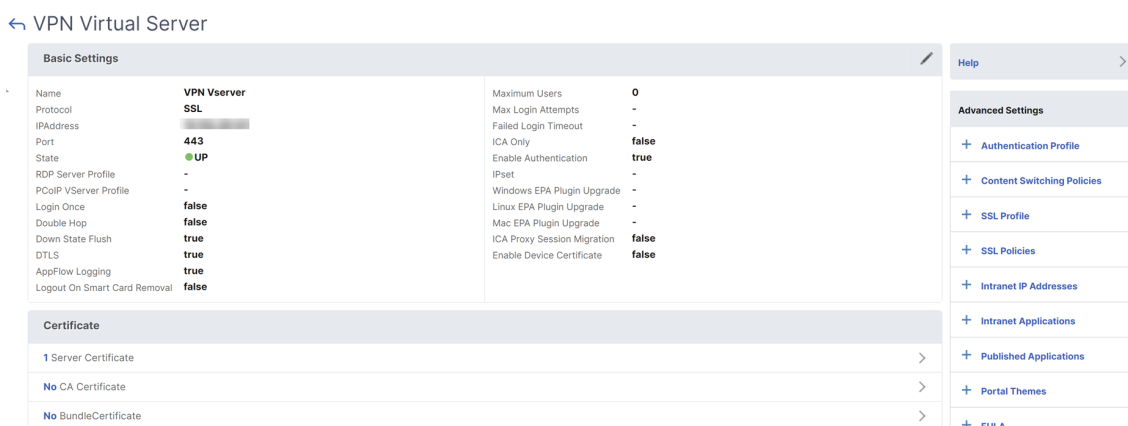 VPN Virtual Server
Basic Settings
Name VPN Vserver
Protocol SSL
IPAddress
Port 443
State UP
RDP Server Profile -
PCoIP VServer Profile -
Login Once false
Double Hop false
Down State Flush true
DTLS true
AppFlow Logging true
Logout On Smart Card Removal false
Maximum Users 0
Max Login Attempts -
Failed Login Timeout -
ICA Only false
Enable Authentication true
IPset -
Windows EPA Plugin Upgrade -
Linux EPA Plugin Upgrade -
Mac EPA Plugin Upgrade -
ICA Proxy Session Migration false
Enable Device Certificate false
Certificate
1 Server Certificate
No CA Certificate
No BundleCertificate
Help
Advanced Settings
+ Authentication Profile
+ Content Switching Policies
+ SSL Profile
+ SSL Policies
+ Intranet IP Addresses
+ Intranet Applications
+ Published Applications
+ Portal Themes
+ EULA